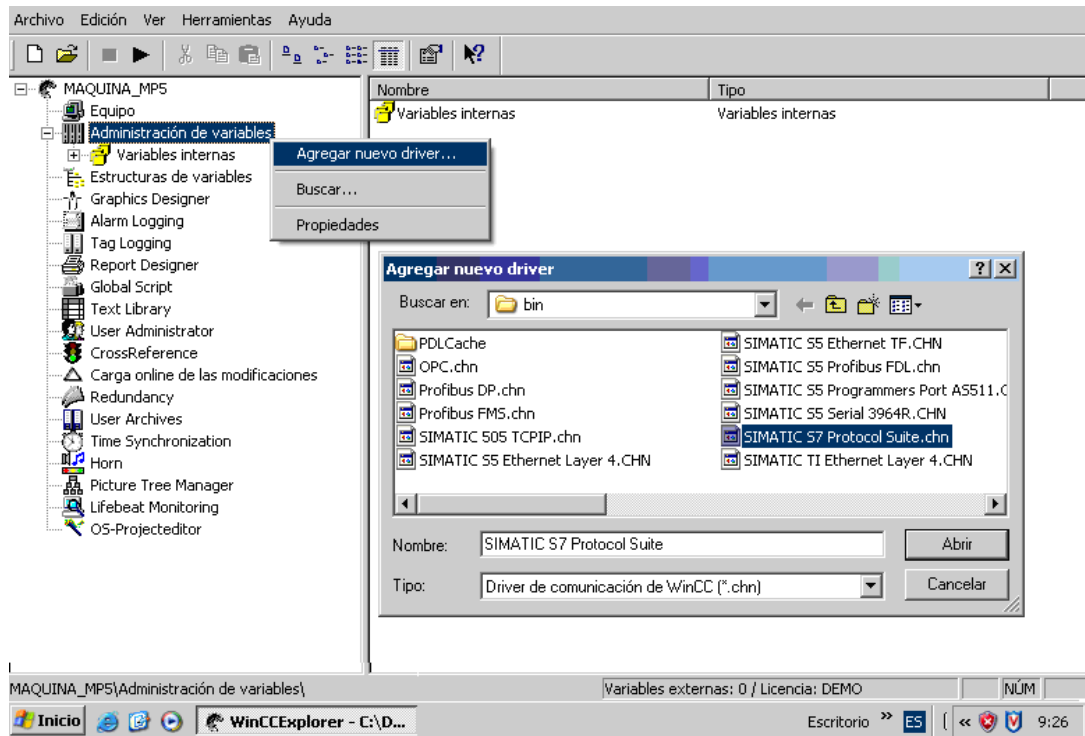 Archivo Edición Ver Herramientas Ayuda
MAQUINA_MP5
Equipo
Administración de variables
Variables internas
Estructuras de variables
Graphics Designer
Alarm Logging
Tag Logging
Report Designer
Global Script
Text Library
User Administrator
CrossReference
Carga online de las modificaciones
Redundancy
User Archives
Time Synchronization
Horn
Picture Tree Manager
Lifebeat Monitoring
OS-Projecteditor
Nombre Tipo
Variables internas Variables internas
Agregar nuevo driver...
Buscar...
Propiedades
Agregar nuevo driver
Buscar en: bin
PDLCache
OPC.chn
Profibus DP.chn
Profibus FMS.chn
SIMATIC 505 TCPIP.chn
SIMATIC S5 Ethernet Layer 4.CHN
SIMATIC S5 Ethernet TF.CHN
SIMATIC S5 Profibus FDL.chn
SIMATIC S5 Programmers Port AS511.C
SIMATIC S5 Serial 3964R.CHN
SIMATIC S7 Protocol Suite.chn
SIMATIC TI Ethernet Layer 4.CHN
Nombre: SIMATIC S7 Protocol Suite Abrir
Tipo: Driver de comunicación de WinCC (*.chn) Cancelar
MAQUINA_MP5\Administración de variables\ Variables externas: 0 / Licencia: DEMO NÚM
Inicio WinCCExplorer - C:\D... Escritorio » ES « 9:26